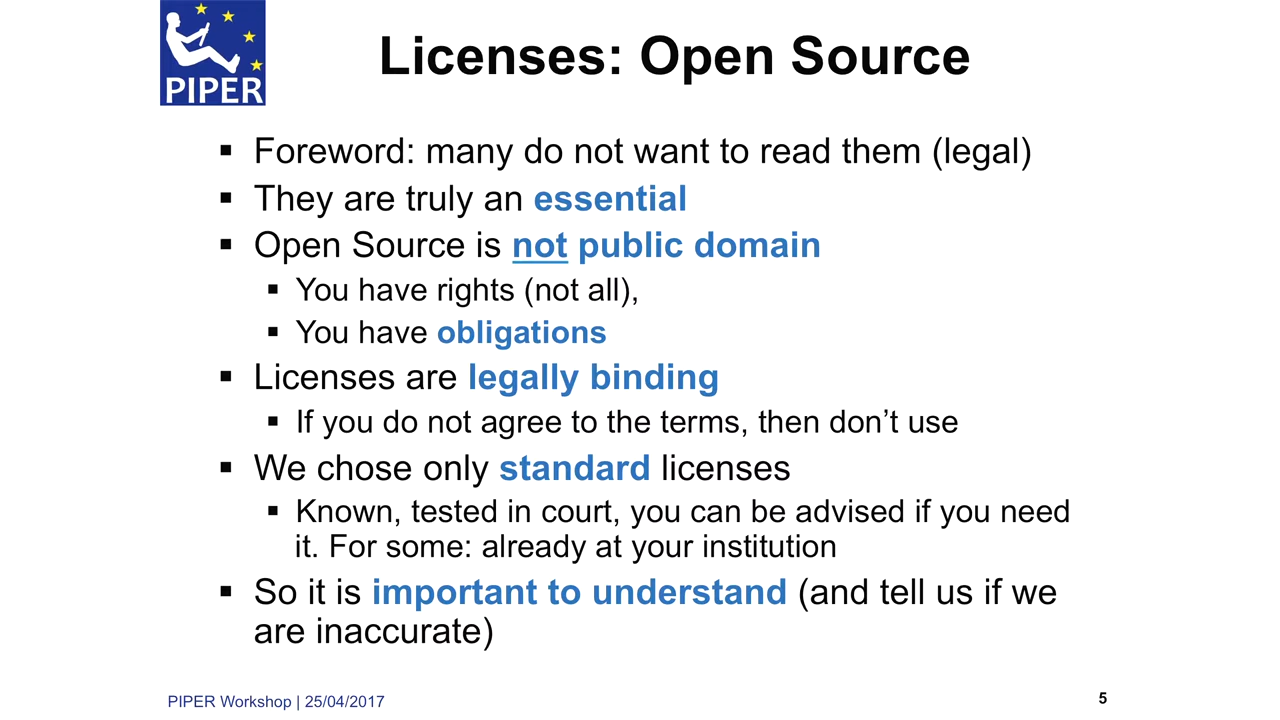 PIPER
Licenses: Open Source
▪ Foreword: many do not want to read them (legal)
▪ They are truly an essential
▪ Open Source is not public domain
▪ You have rights (not all),
▪ You have obligations
▪ Licenses are legally binding
▪ If you do not agree to the terms, then don’t use
▪ We chose only standard licenses
▪ Known, tested in court, you can be advised if you need
it. For some: already at your institution
▪ So it is important to understand (and tell us if we
are inaccurate)
PIPER Workshop | 25/04/2017
5